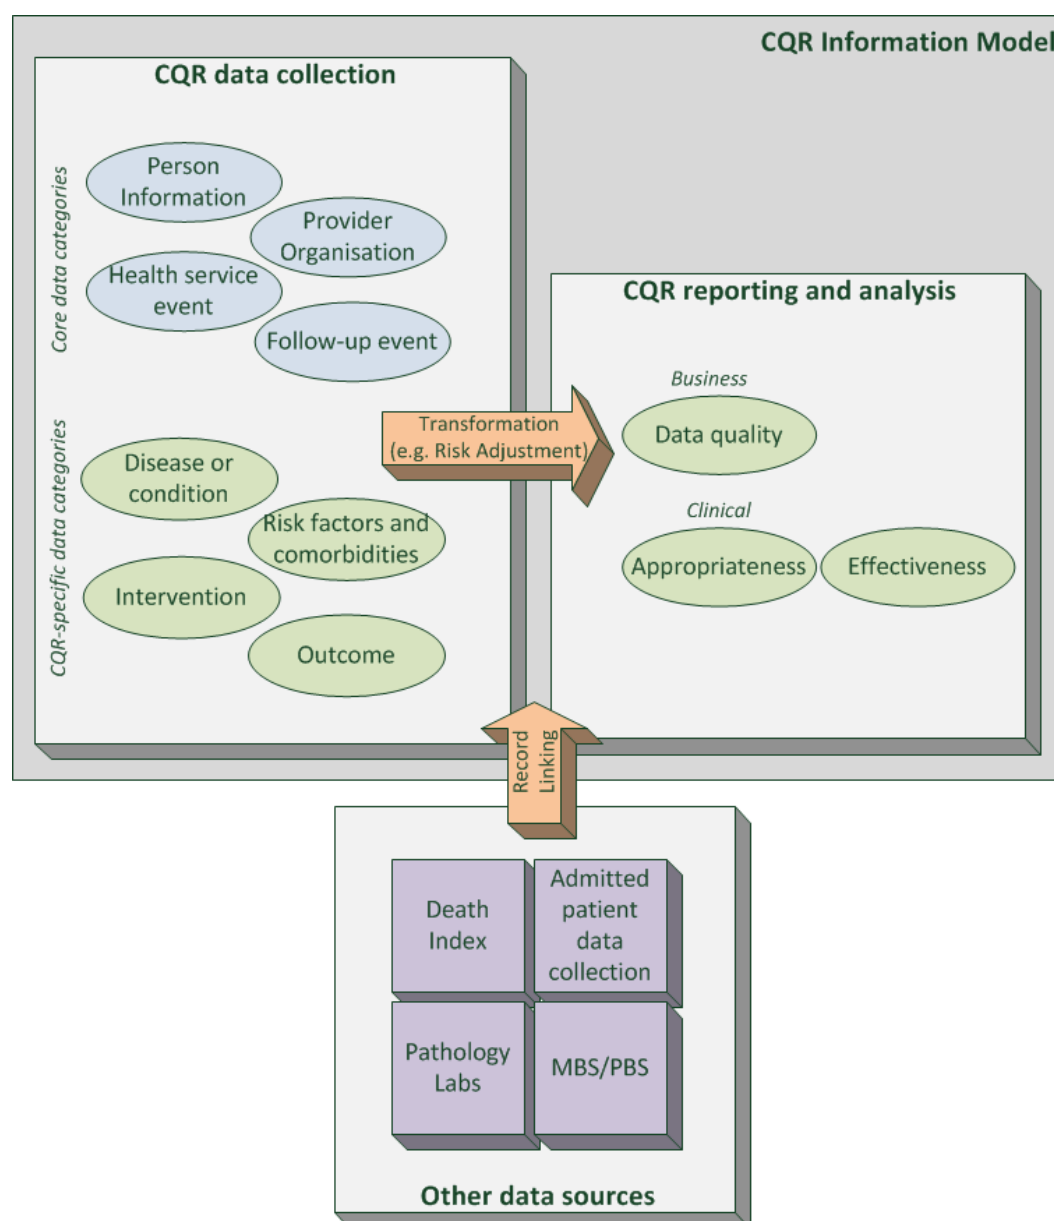 CQR Information Model
CQR data collection
Core data categories
Person
Information
Provider
Organisation
Health service
event
Follow-up event
CQR-specific data categories
Disease or
condition
Risk factors and
comorbidities
Intervention
Outcome
Transformation
(e.g. Risk Adjustment)
CQR reporting and analysis
Business
Data quality
Clinical
Appropriateness
Effectiveness
Record
Linking
Death
Index
Admitted
patient
data
collection
Pathology
Labs
MBS/PBS
Other data sources